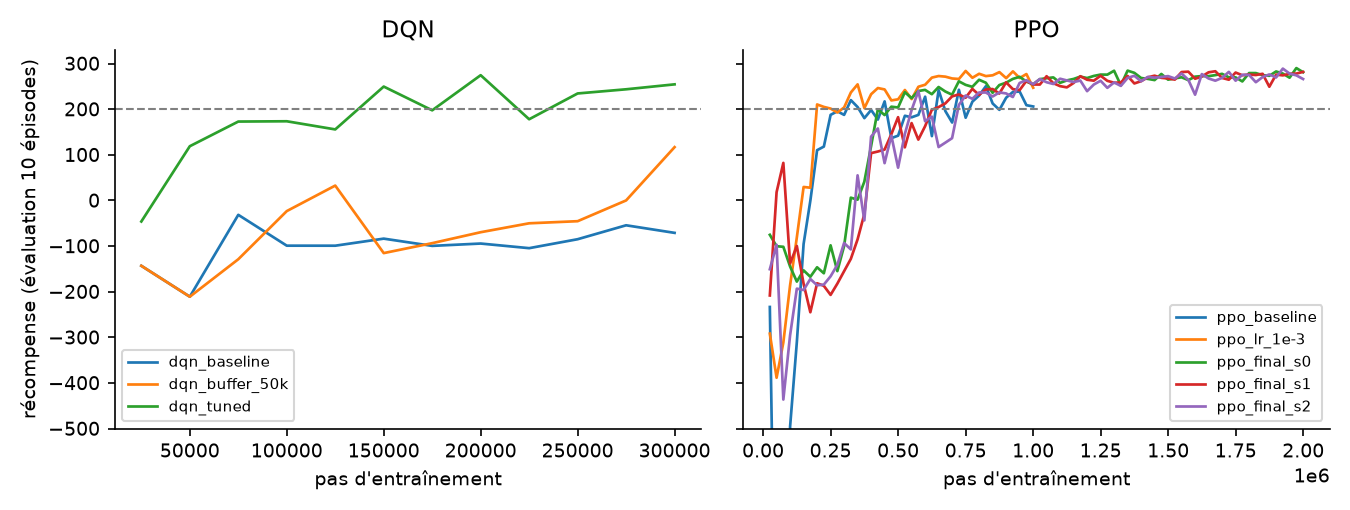 DQN
récompense (évaluation 10 épisodes)
300
200
100
0
−100
−200
−300
−400
−500
dqn_baseline
dqn_buffer_50k
dqn_tuned
50000 100000 150000 200000 250000 300000
pas d'entraînement
PPO
ppo_baseline
ppo_lr_1e-3
ppo_final_s0
ppo_final_s1
ppo_final_s2
0.00 0.25 0.50 0.75 1.00 1.25 1.50 1.75 2.00
1e6
pas d'entraînement